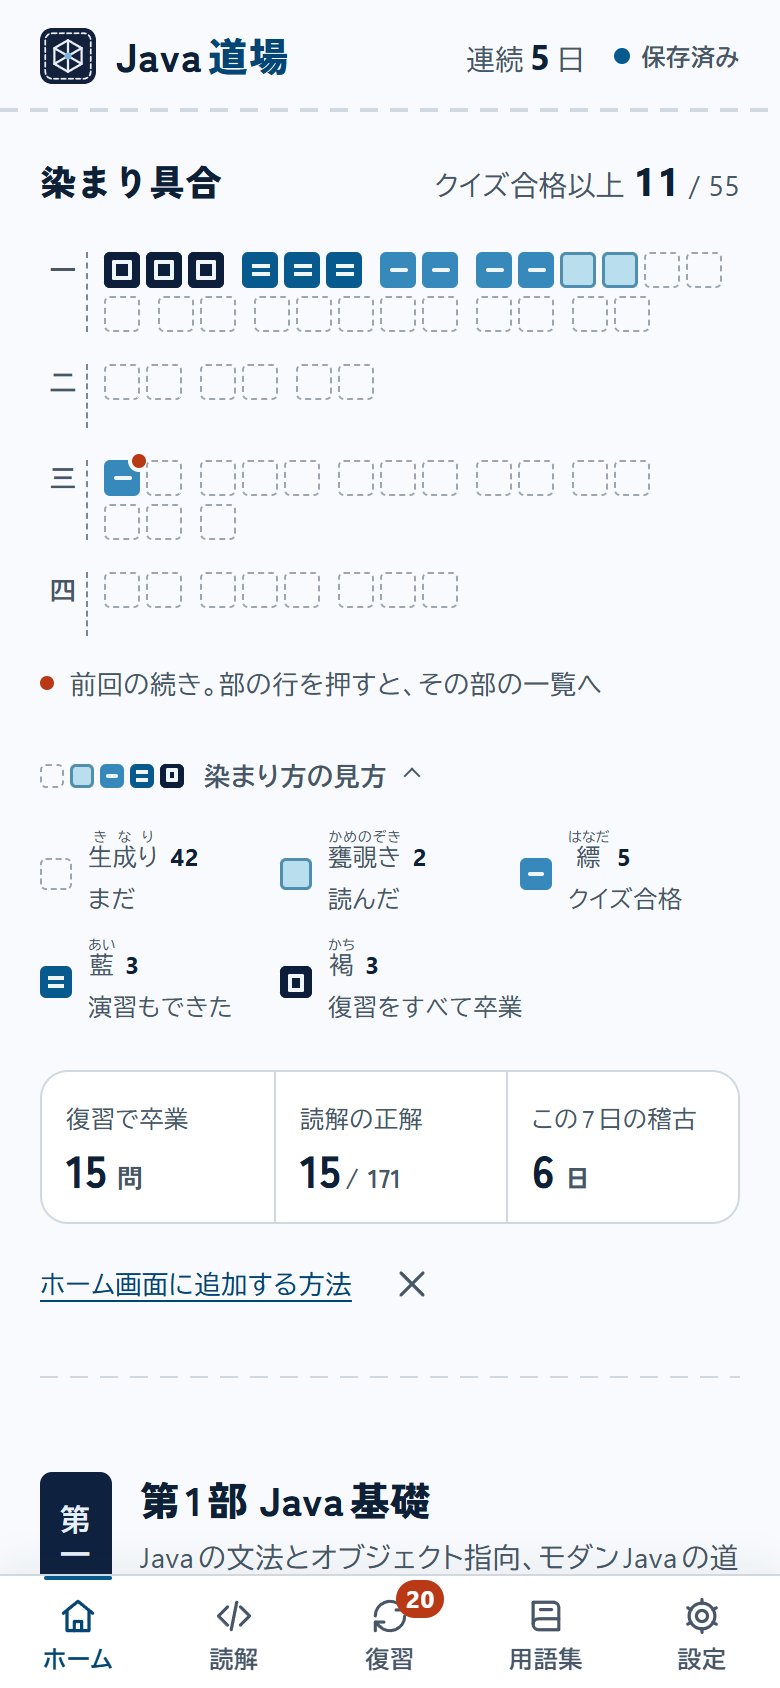 Java道場
連続 5 日
保存済み
染まり具合
クイズ合格以上 11 / 55
一
二
三
四
前回の続き。部の行を押すと、その部の一覧へ
染まり方の見方
きなり
生成り 42
まだ
かめのぞき
甕覗き 2
読んだ
はなだ
縹 5
クイズ合格
あい
藍 3
演習もできた
かち
褐 3
復習をすべて卒業
復習で卒業
15 問
読解の正解
15 / 171
この7日の稽古
6 日
ホーム画面に追加する方法
第一
第1部 Java基礎
Javaの文法とオブジェクト指向、モダンJavaの道
ホーム
読解
20
復習
用語集
設定